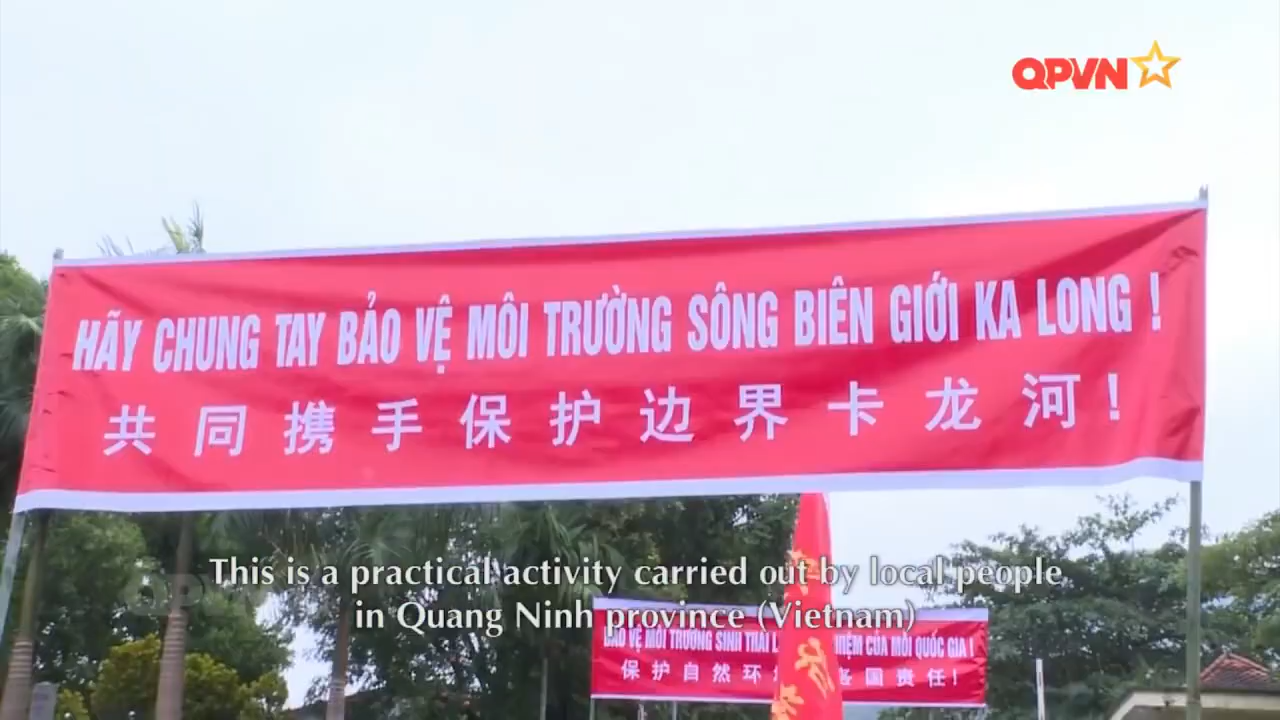 QPVN
HÃY CHUNG TAY BẢO VỆ MÔI TRƯỜNG SÔNG BIÊN GIỚI KA LONG !
共同携手保护边界卡龙河!
This is a practical activity carried out by local people
in Quang Ninh province (Vietnam)
BẢO VỆ MÔI TRƯỜNG SINH THÁI CỦA MỖI QUỐC GIA !
保护自然环 国责任!